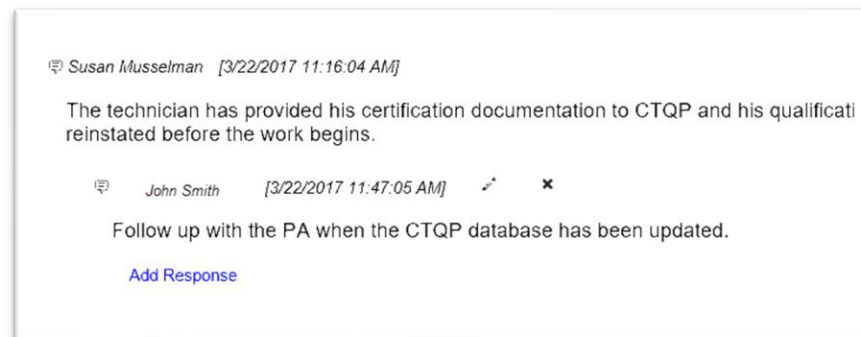 Susan Musselman [3/22/2017 11:16:04 AM]
The technician has provided his certification documentation to CTQP and his qualificati
reinstated before the work begins.
John Smith [3/22/2017 11:47:05 AM]
Follow up with the PA when the CTQP database has been updated.
Add Response